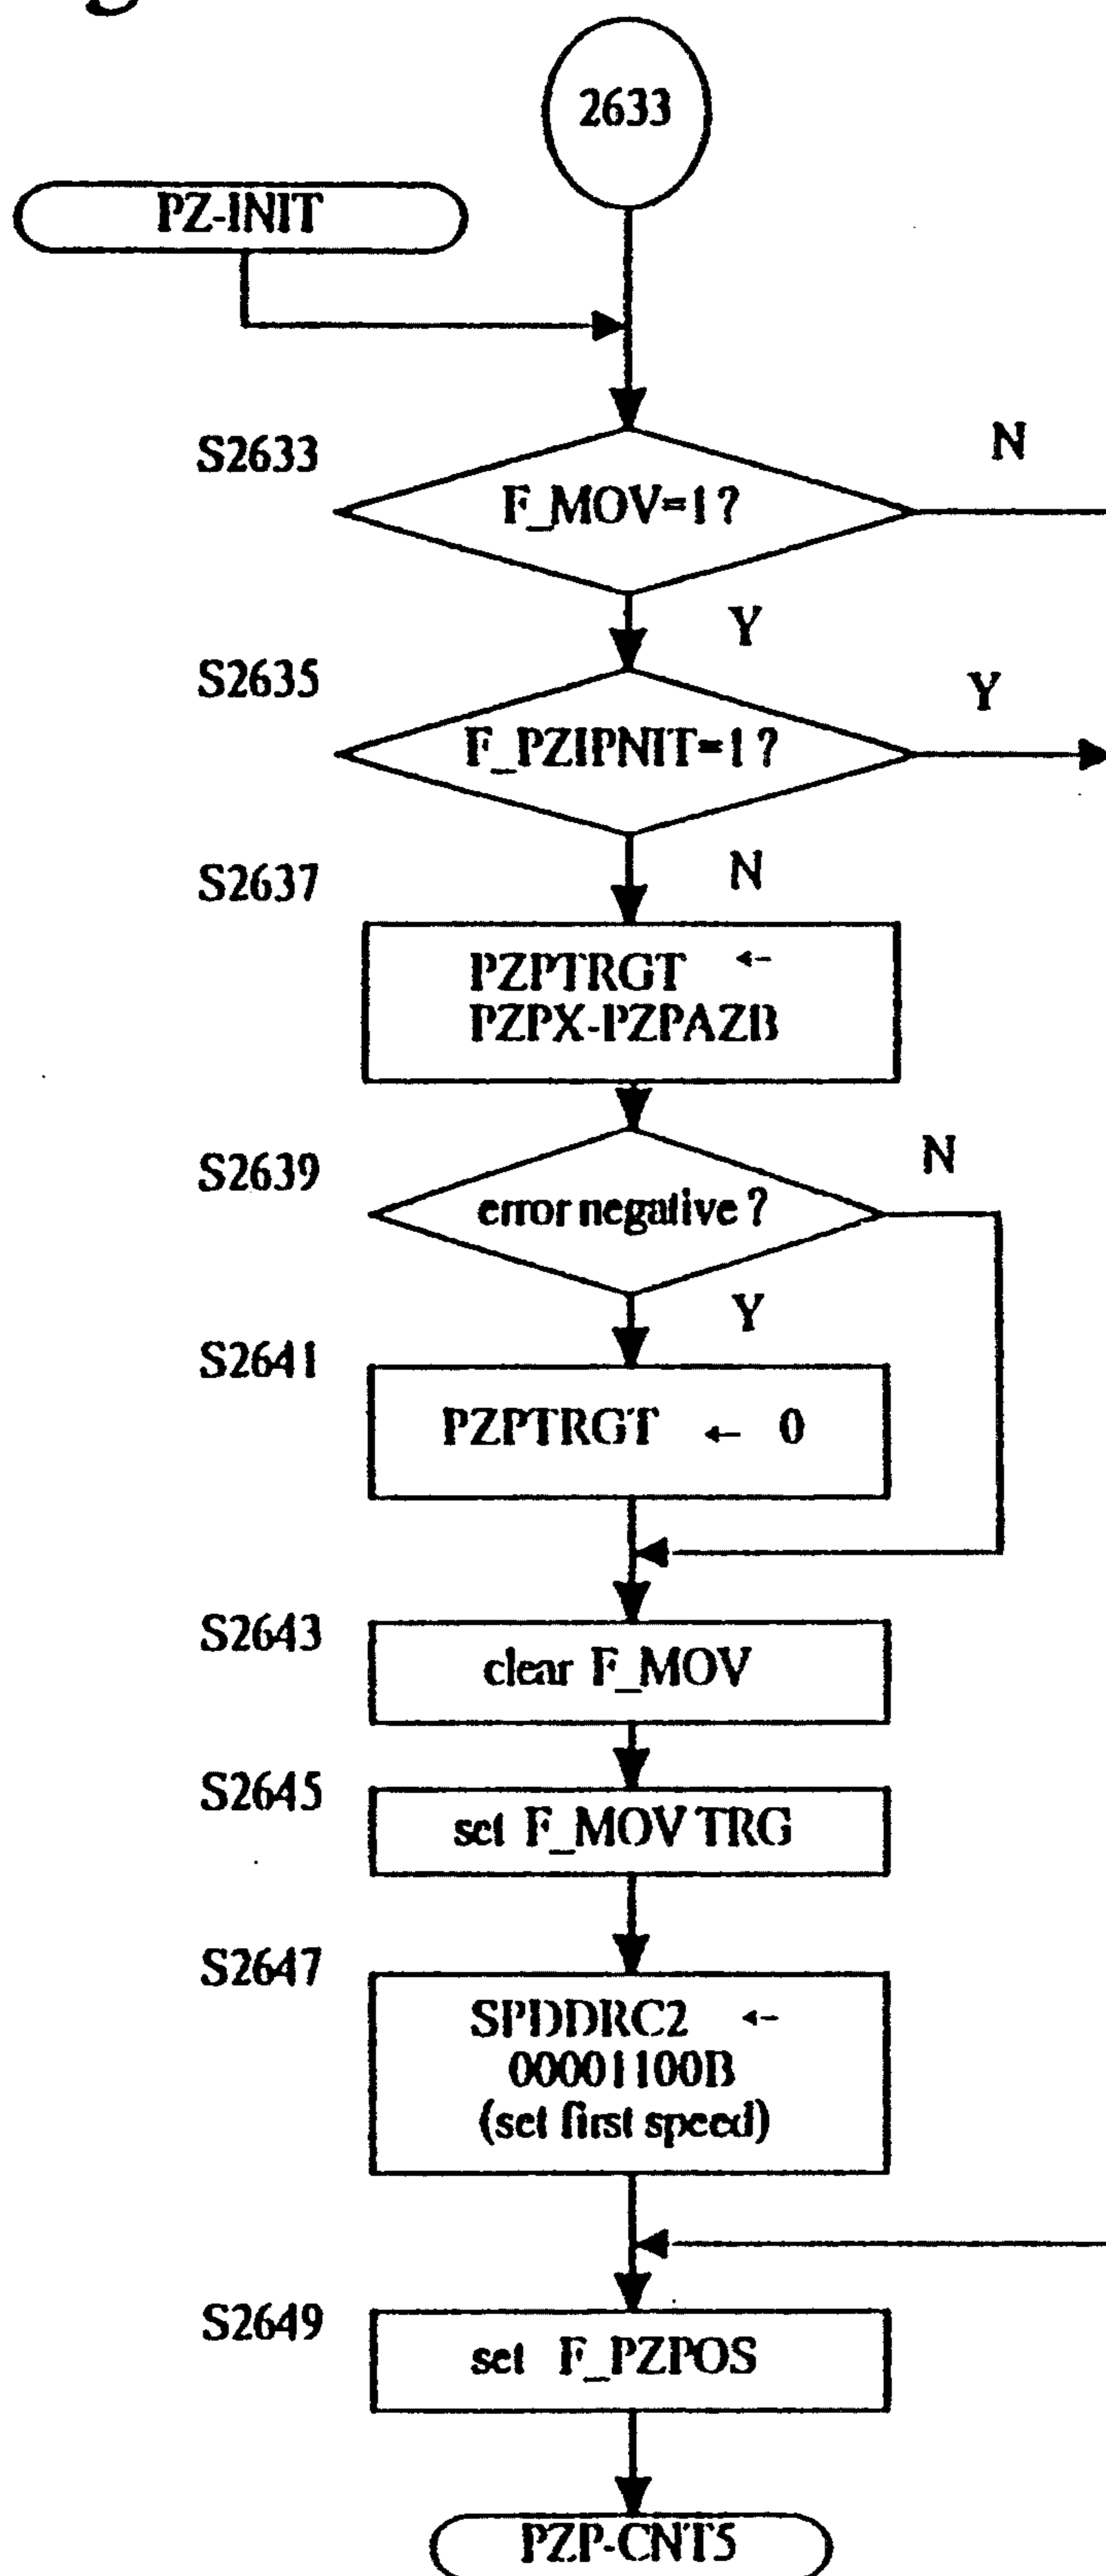 g
2633
PZ-INIT
S2633
F_MOV=1?
N
Y
S2635
F_PZIPNIT=1?
Y
N
S2637
PZPTRGT ←
PZPX-PZPAZB
S2639
error negative?
N
Y
S2641
PZPTRGT ← 0
S2643
clear F_MOV
S2645
set F_MOVTRG
S2647
SPDDRC2 ←
00001100B
(set first speed)
S2649
set F_PZPOS
PZP-CNT5